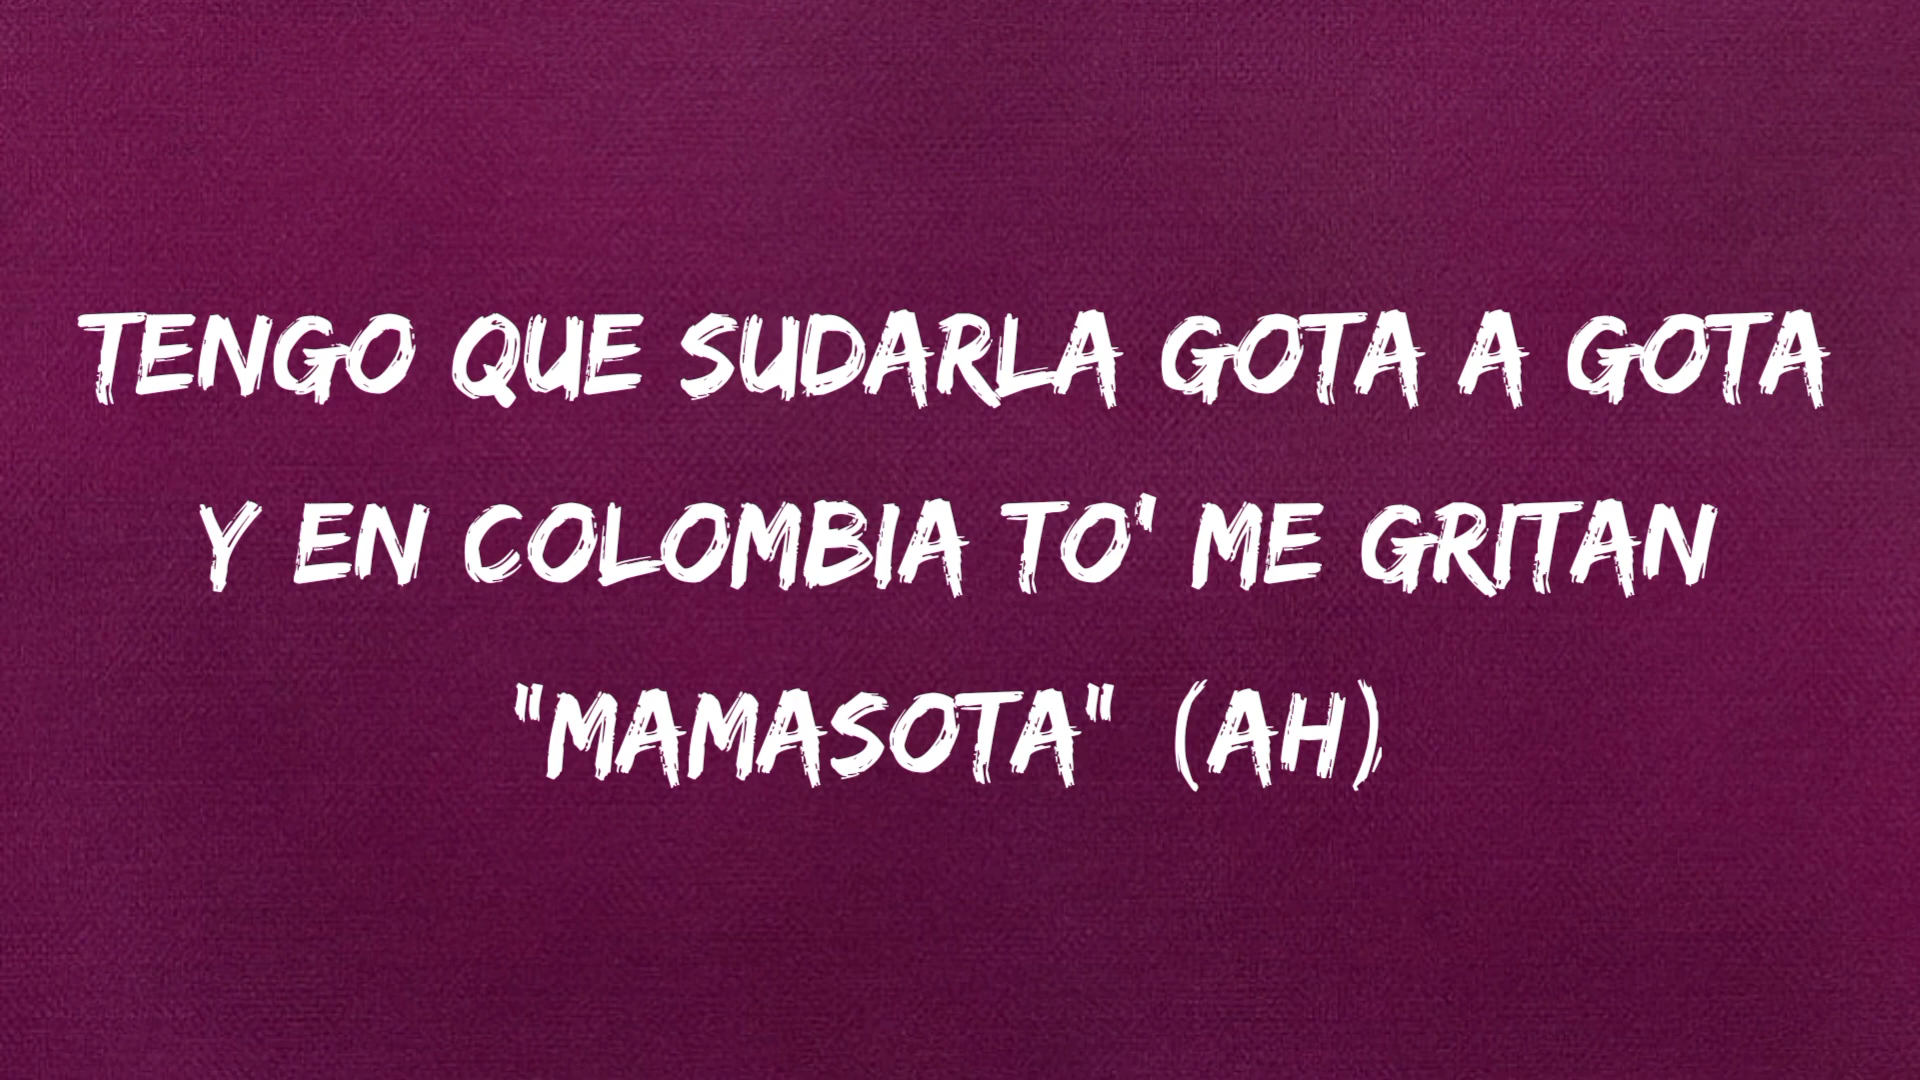 TENGO QUE SUDARLA GOTA A GOTA
Y EN COLOMBIA TO' ME GRITAN
"MAMASOTA" (AH)